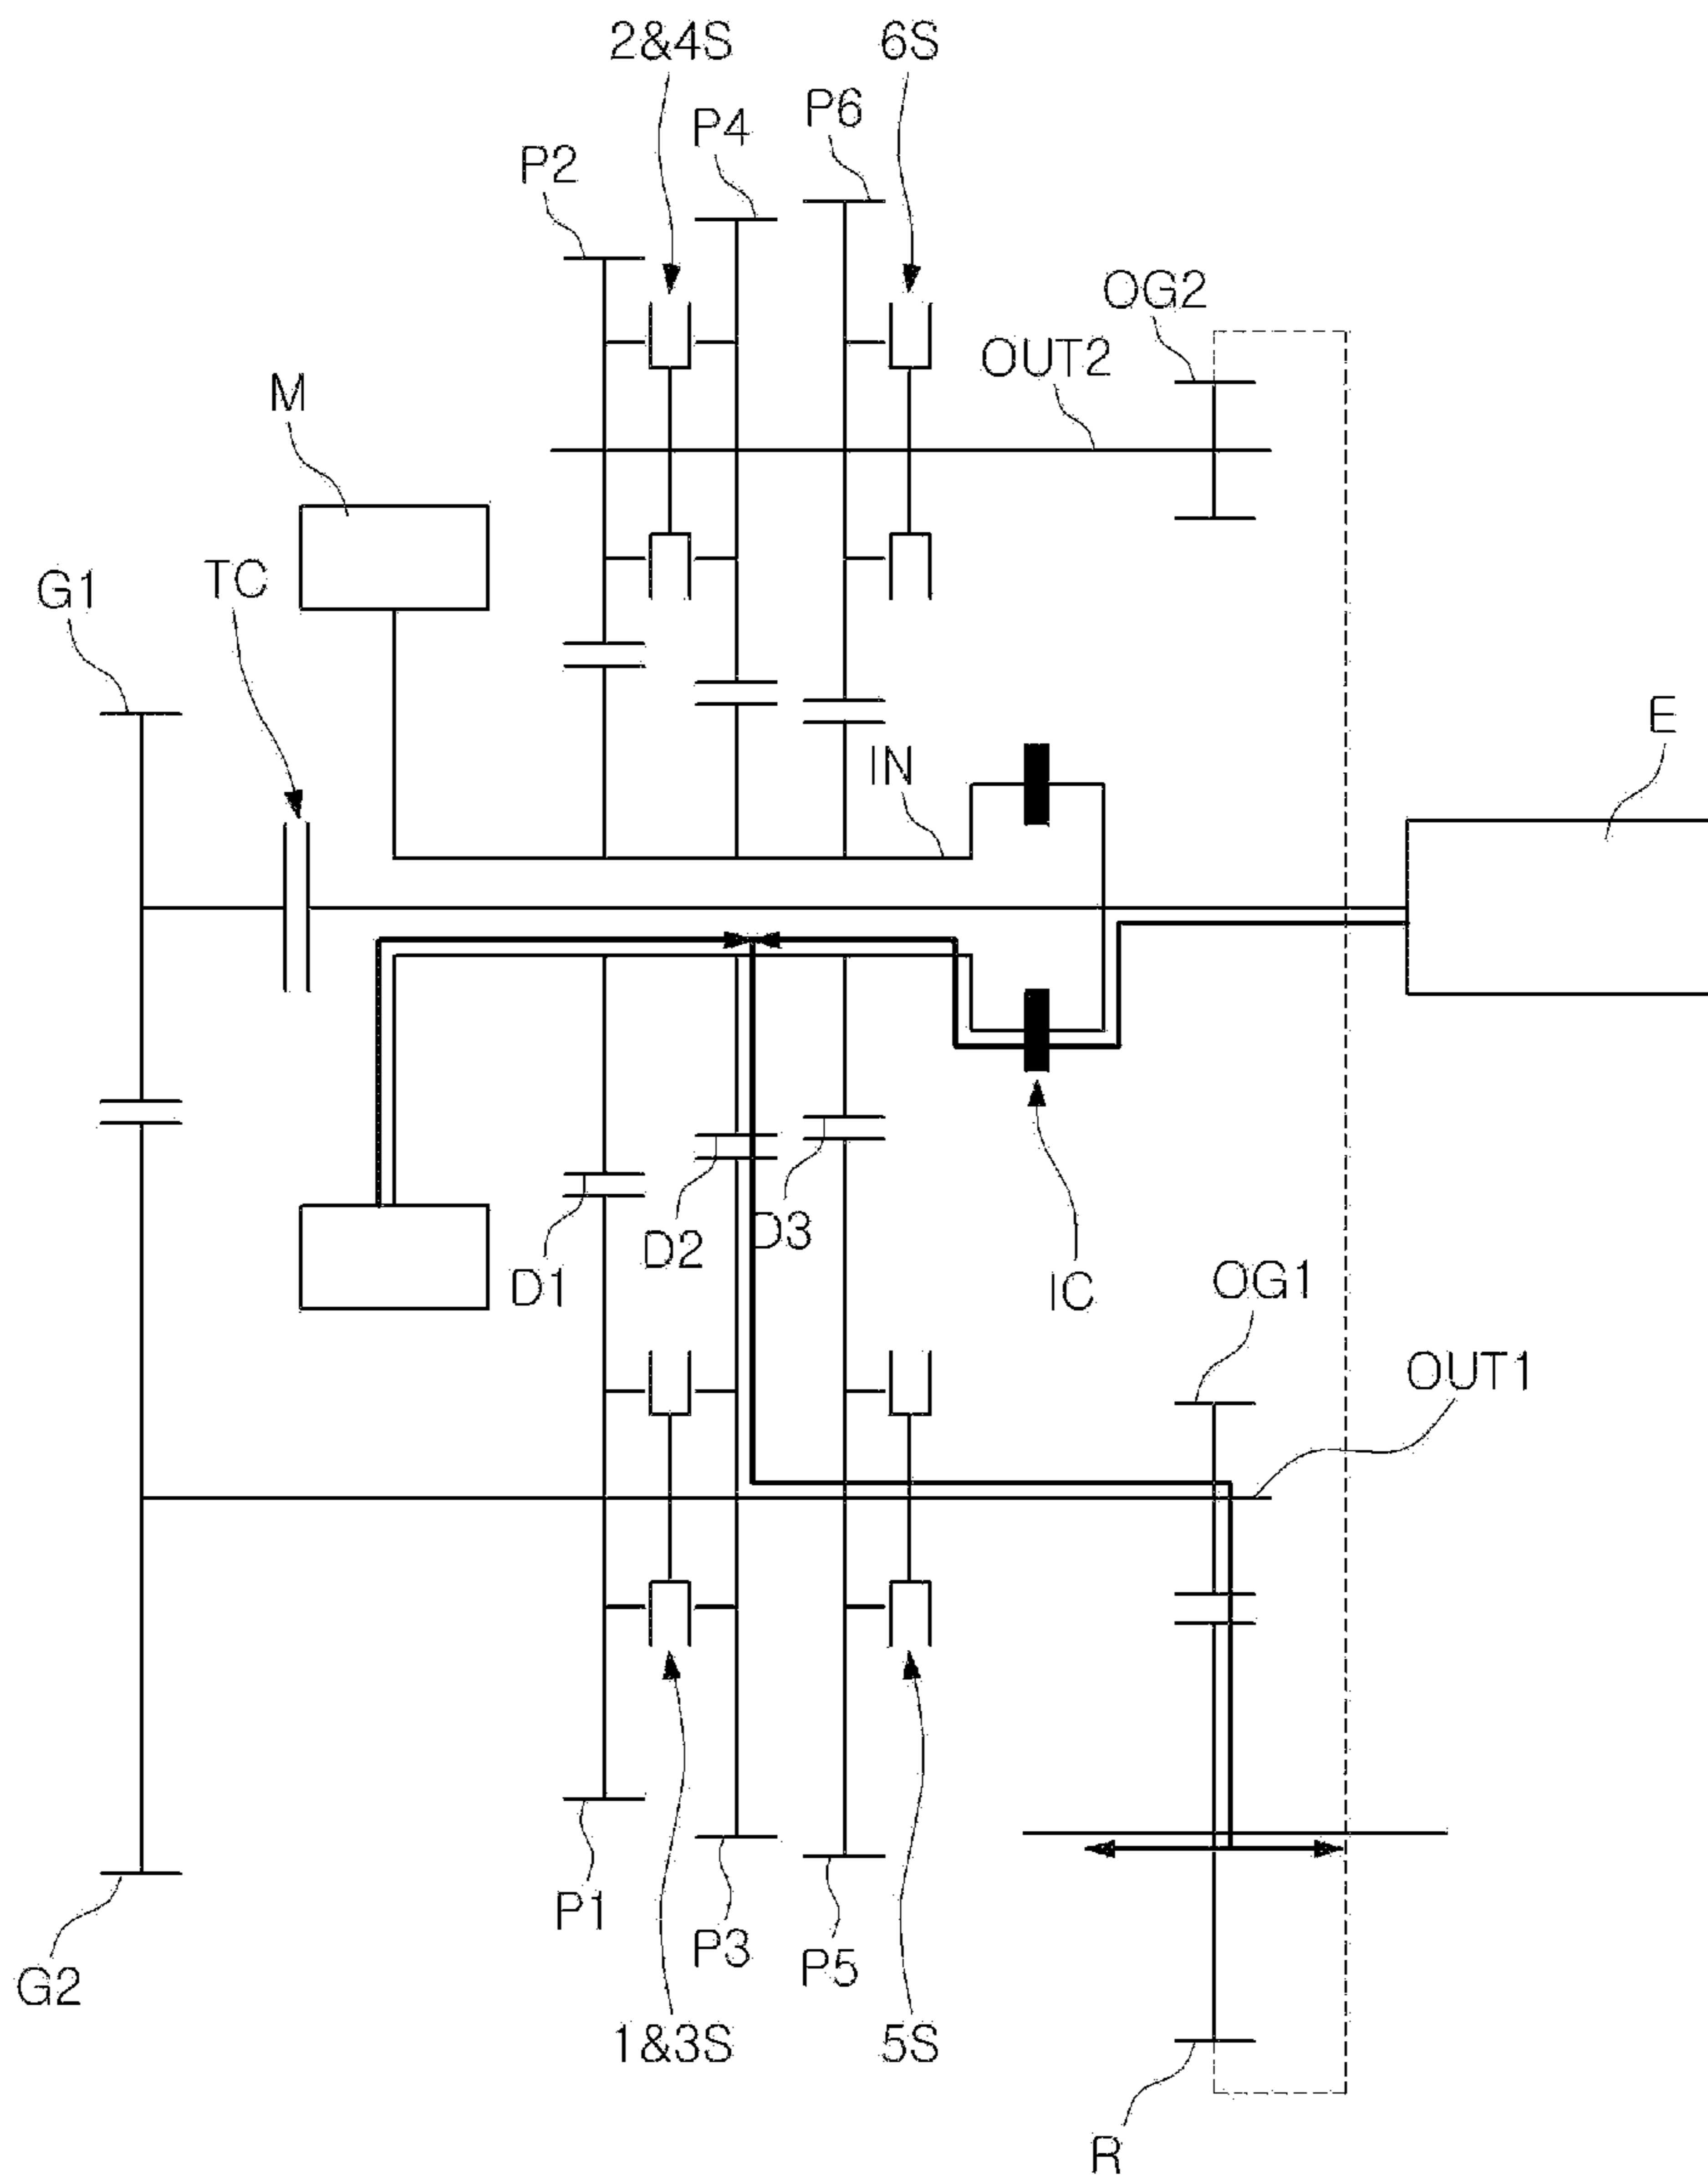 2&4S
6S
P6
P4
P2
OG2
OUT2
M
TC
G1
E
IN
D3
D2
D1
IC
OG1
OUT1
P1
P3
P5
G2
1&3S
5S
R